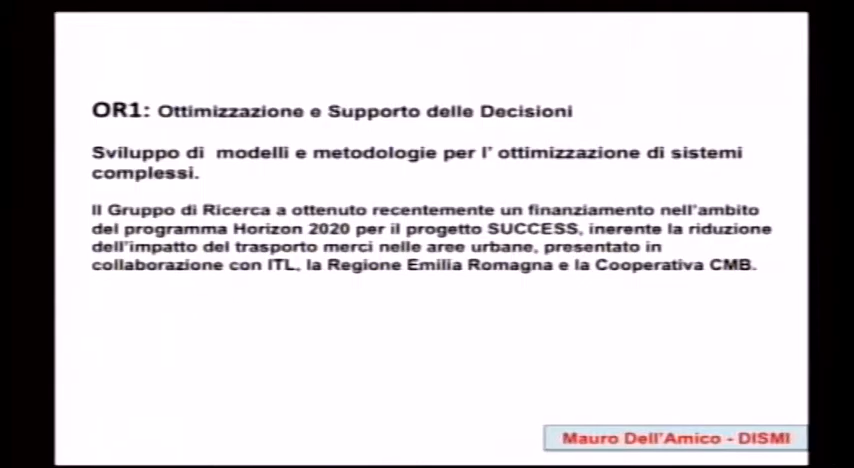 OR1: Ottimizzazione e Supporto delle Decisioni
Sviluppo di modelli e metodologie per l' ottimizzazione di sistemi
complessi.
Il Gruppo di Ricerca a ottenuto recentemente un finanziamento nell'ambito
del programma Horizon 2020 per il progetto SUCCESS, inerente la riduzione
dell'impatto del trasporto merci nelle aree urbane, presentato in
collaborazione con ITL, la Regione Emilia Romagna e la Cooperativa CMB.
Mauro Dell'Amico - DISMI